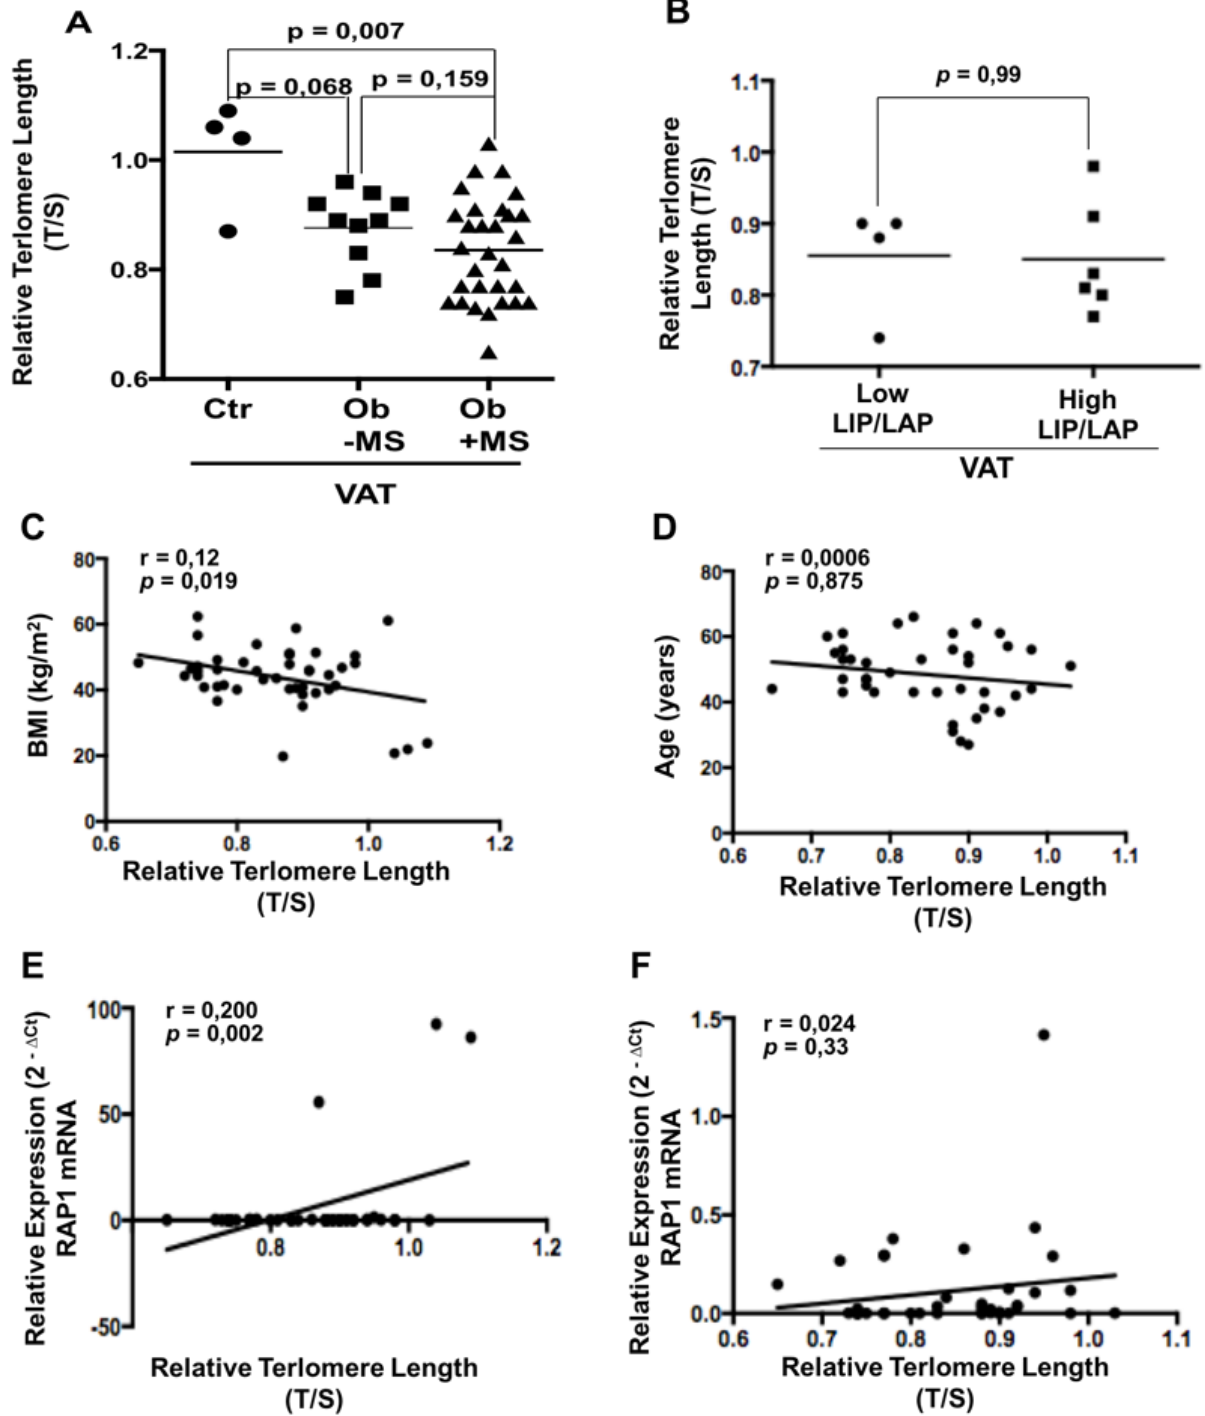 A
p = 0,007
p = 0,068
p = 0,159
Relative Terlomere Length
(T/S)
1.2
1.0
0.8
0.6
Ctr
Ob
-MS
Ob
+MS
VAT
B
p = 0,99
Relative Terlomere
Length (T/S)
1.1
1.0
0.9
0.8
0.7
Low
LIP/LAP
High
LIP/LAP
VAT
C
r = 0,12
p = 0,019
BMI (kg/m²)
80
60
40
20
0
0.6 0.8 1.0 1.2
Relative Terlomere Length
(T/S)
D
r = 0,0006
p = 0,875
Age (years)
80
60
40
20
0
0.6 0.7 0.8 0.9 1.0 1.1
Relative Terlomere Length
(T/S)
E
r = 0,200
p = 0,002
Relative Expression (2 - ΔCt)
RAP1 mRNA
100
50
0
-50
0.8 1.0 1.2
Relative Terlomere Length
(T/S)
F
r = 0,024
p = 0,33
Relative Expression (2 - ΔCt)
RAP1 mRNA
1.5
1.0
0.5
0.0
0.6 0.7 0.8 0.9 1.0 1.1
Relative Terlomere Length
(T/S)